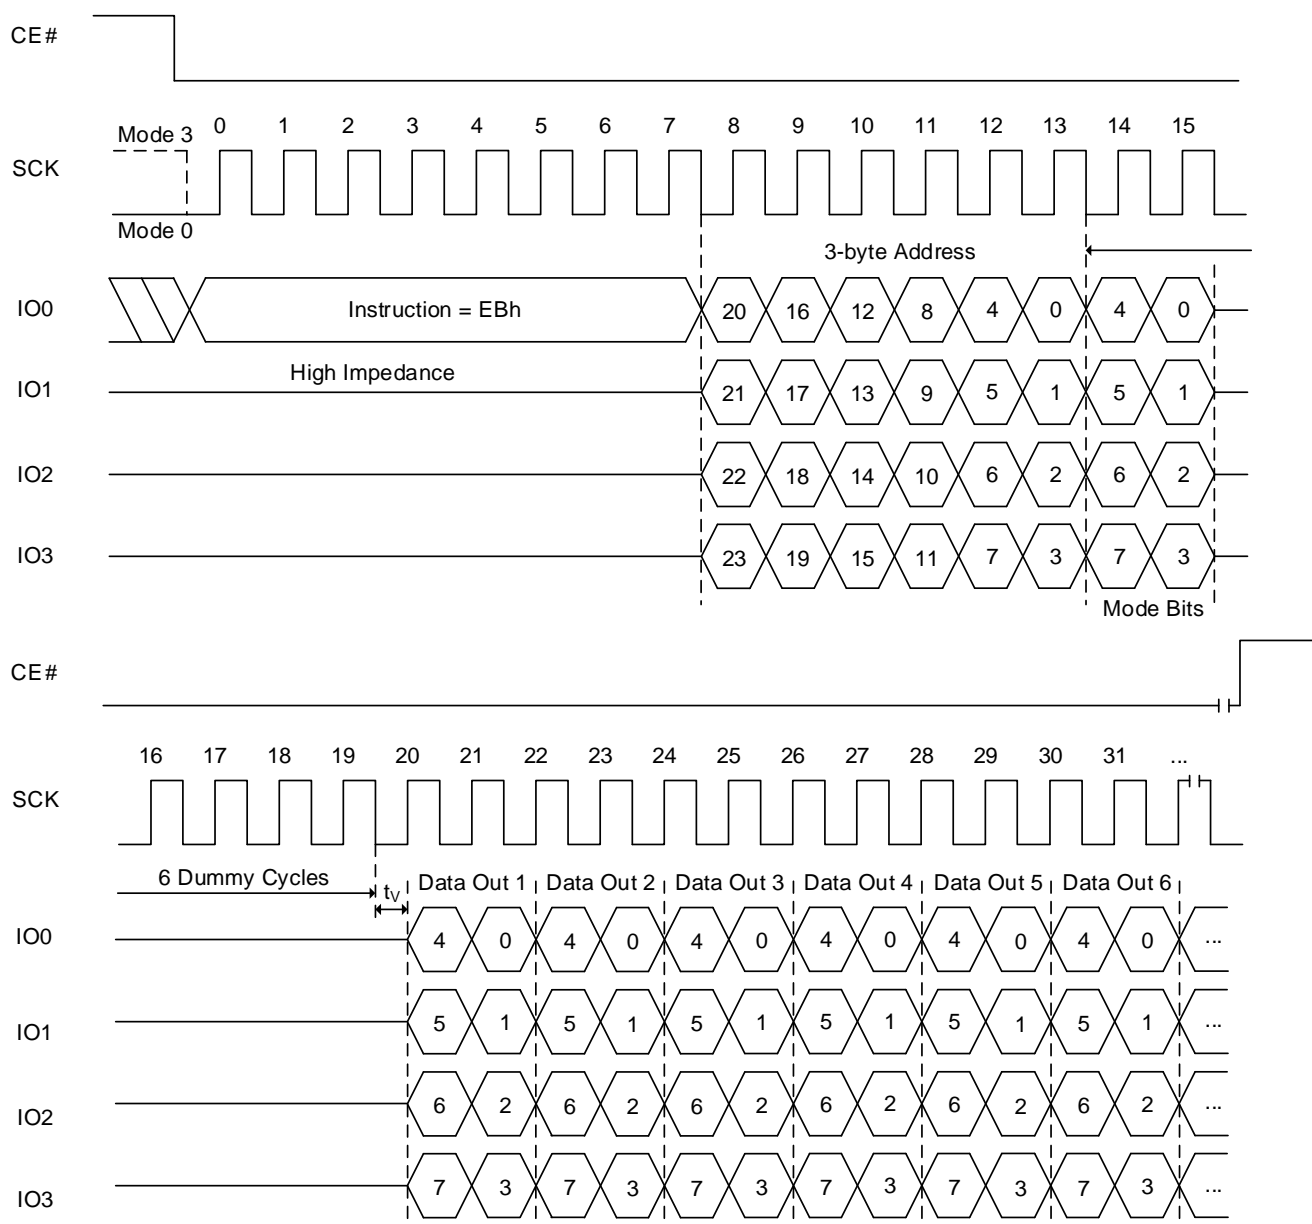 CE#
Mode 3 0 1 2 3 4 5 6 7 8 9 10 11 12 13 14 15
SCK
Mode 0
3-byte Address
IO0 Instruction = EBh 20 16 12 8 4 0 4 0
High Impedance
IO1 21 17 13 9 5 1 5 1
IO2 22 18 14 10 6 2 6 2
IO3 23 19 15 11 7 3 7 3
Mode Bits
CE#
16 17 18 19 20 21 22 23 24 25 26 27 28 29 30 31 ...
SCK
6 Dummy Cycles tV Data Out 1 Data Out 2 Data Out 3 Data Out 4 Data Out 5 Data Out 6
IO0 4 0 4 0 4 0 4 0 4 0 4 0 ...
IO1 5 1 5 1 5 1 5 1 5 1 5 1 ...
IO2 6 2 6 2 6 2 6 2 6 2 6 2 ...
IO3 7 3 7 3 7 3 7 3 7 3 7 3 ...